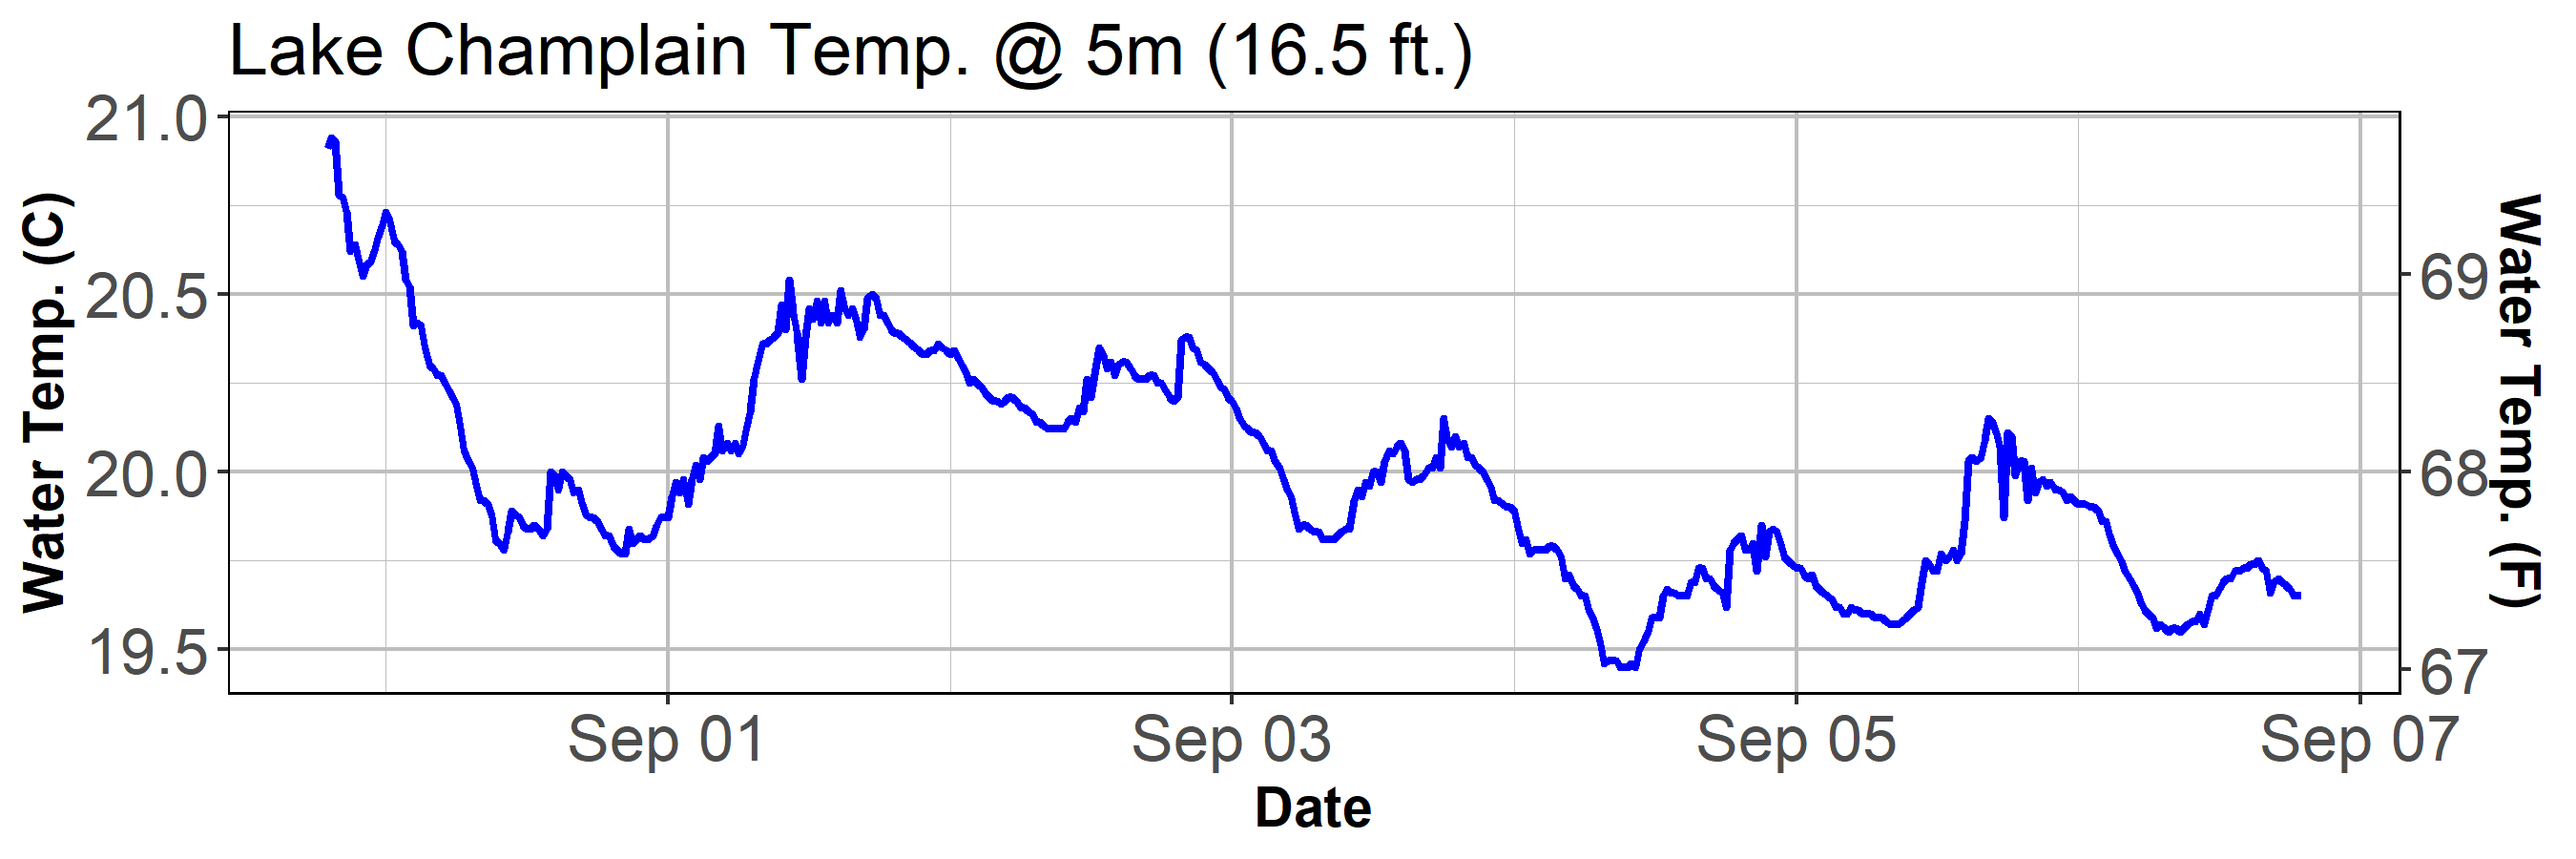 Lake Champlain Temp. @ 5m (16.5 ft.)
Water Temp. (C)
21.0
20.5
20.0
19.5
69
68
67
Water Temp. (F)
Sep 01
Sep 03
Sep 05
Sep 07
Date